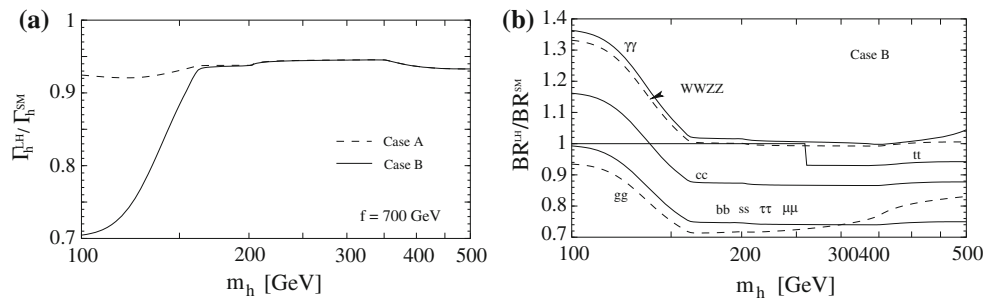 (a)
1
0.9
0.8
0.7
100
200
300
400
500
Γ_h^LH/Γ_h^SM
m_h [GeV]
Case A
Case B
f = 700 GeV
(b)
1.4
1.3
1.2
1.1
1
0.9
0.8
0.7
100
200
300400
500
BR^LH/BR^SM
m_h [GeV]
γγ
Case B
WWZZ
tt
cc
gg
bb ss ττ μμ